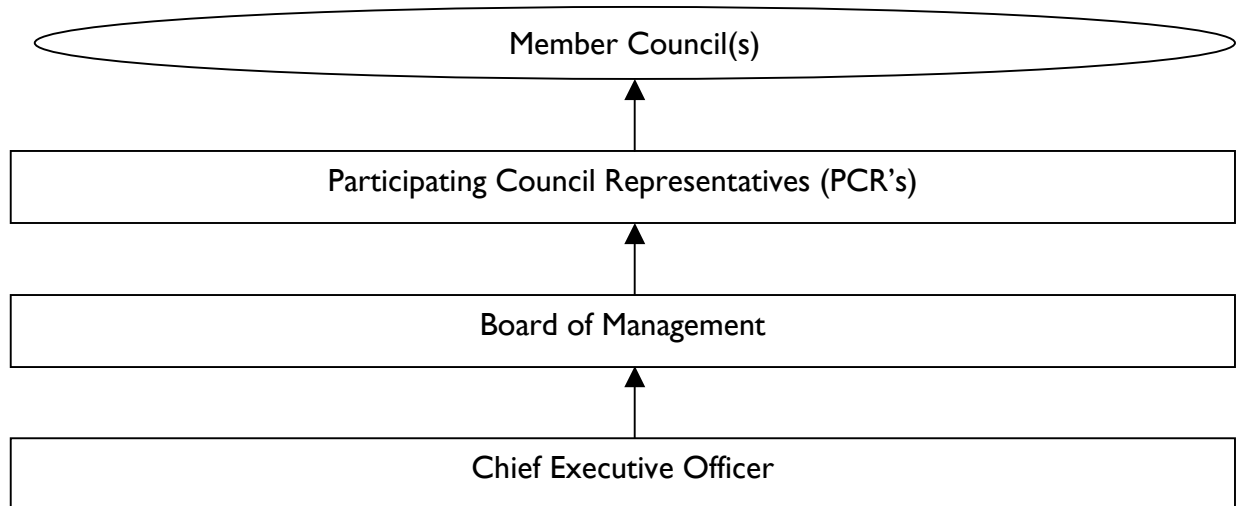 Member Council(s)
Participating Council Representatives (PCR's)
Board of Management
Chief Executive Officer